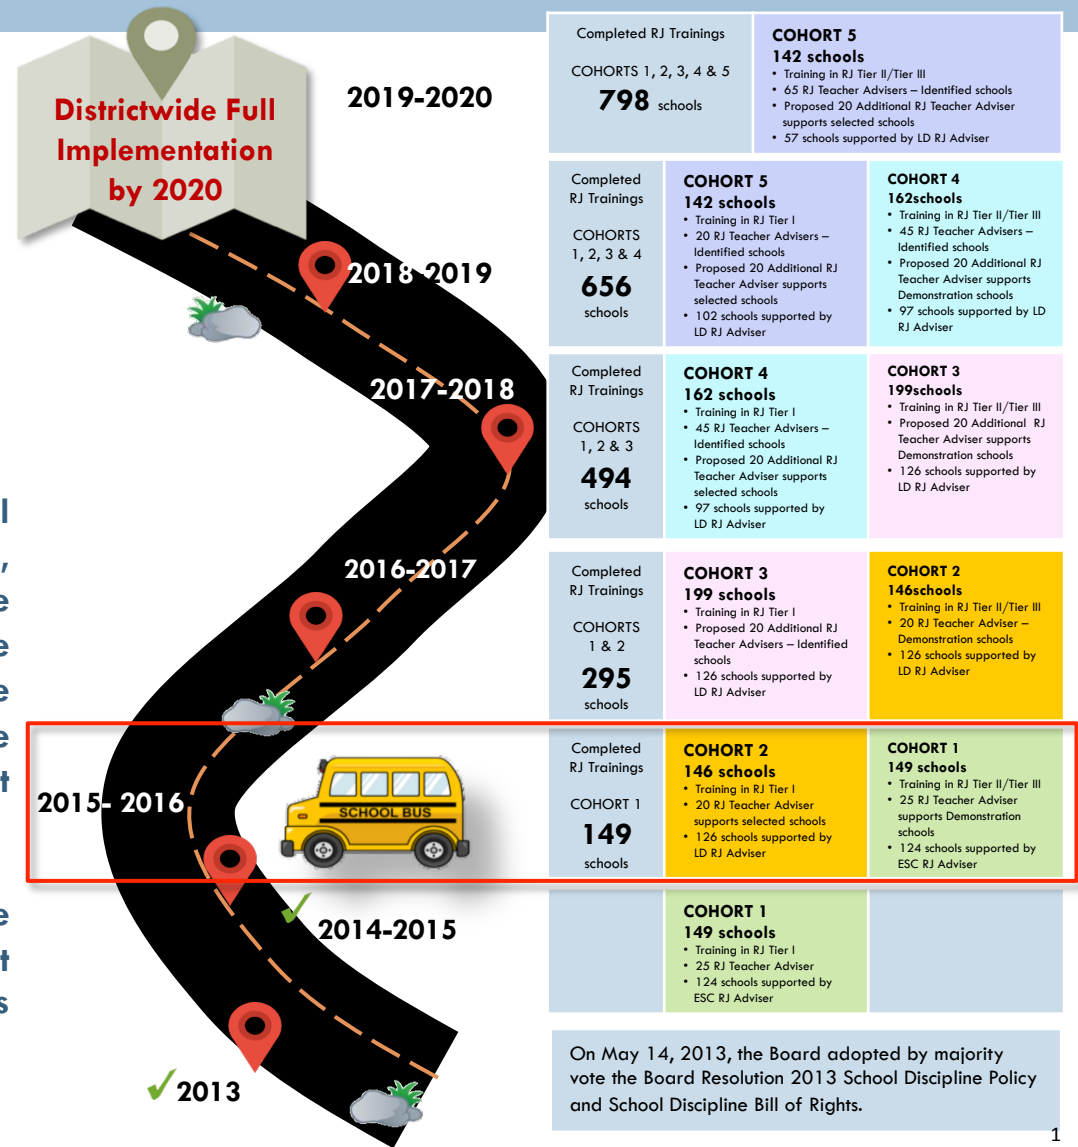 Districtwide Full
Implementation
by 2020
2019-2020
2018-2019
2017-2018
2016-2017
2015- 2016
SCHOOL BUS
✓
2014-2015
✓2013
l
,
e
e
e
e
t
e
t
s
Completed RJ Trainings
COHORTS 1, 2, 3, 4 & 5
798 schools
COHORT 5
142 schools
• Training in RJ Tier II/Tier III
• 65 RJ Teacher Advisers – Identified schools
• Proposed 20 Additional RJ Teacher Adviser
supports selected schools
• 57 schools supported by LD RJ Adviser
Completed
RJ Trainings
COHORTS
1, 2, 3 & 4
656
schools
COHORT 5
142 schools
• Training in RJ Tier I
• 20 RJ Teacher Advisers –
Identified schools
• Proposed 20 Additional RJ
Teacher Adviser supports
selected schools
• 102 schools supported by
LD RJ Adviser
COHORT 4
162schools
• Training in RJ Tier II/Tier III
• 45 RJ Teacher Advisers –
Identified schools
• Proposed 20 Additional RJ
Teacher Adviser supports
Demonstration schools
• 97 schools supported by LD
RJ Adviser
Completed
RJ Trainings
COHORTS
1, 2 & 3
494
schools
COHORT 4
162 schools
• Training in RJ Tier I
• 45 RJ Teacher Advisers –
Identified schools
• Proposed 20 Additional RJ
Teacher Adviser supports
selected schools
• 97 schools supported by
LD RJ Adviser
COHORT 3
199schools
• Training in RJ Tier II/Tier III
• Proposed 20 Additional RJ
Teacher Adviser supports
Demonstration schools
• 126 schools supported by
LD RJ Adviser
Completed
RJ Trainings
COHORTS
1 & 2
295
schools
COHORT 3
199 schools
• Training in RJ Tier I
• Proposed 20 Additional RJ
Teacher Advisers – Identified
schools
• 126 schools supported by
LD RJ Adviser
COHORT 2
146schools
• Training in RJ Tier II/Tier III
• 20 RJ Teacher Adviser –
Demonstration schools
• 126 schools supported by
LD RJ Adviser
Completed
RJ Trainings
COHORT 1
149
schools
COHORT 2
146 schools
• Training in RJ Tier I
• 20 RJ Teacher Adviser
supports selected schools
• 126 schools supported by
LD RJ Adviser
COHORT 1
149 schools
• Training in RJ Tier II/Tier III
• 25 RJ Teacher Adviser
supports Demonstration
schools
• 124 schools supported by
ESC RJ Adviser
COHORT 1
149 schools
• Training in RJ Tier I
• 25 RJ Teacher Adviser
• 124 schools supported by
ESC RJ Adviser
On May 14, 2013, the Board adopted by majority
vote the Board Resolution 2013 School Discipline Policy
and School Discipline Bill of Rights.
1